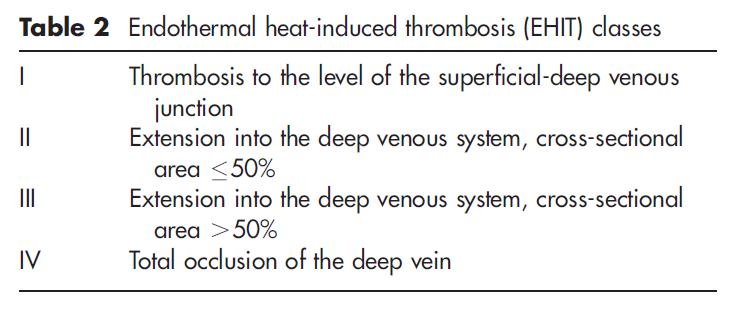 Table 2 Endothermal heat-induced thrombosis (EHIT) classes
I Thrombosis to the level of the superficial-deep venous
junction
II Extension into the deep venous system, cross-sectional
area ≤50%
III Extension into the deep venous system, cross-sectional
area >50%
IV Total occlusion of the deep vein